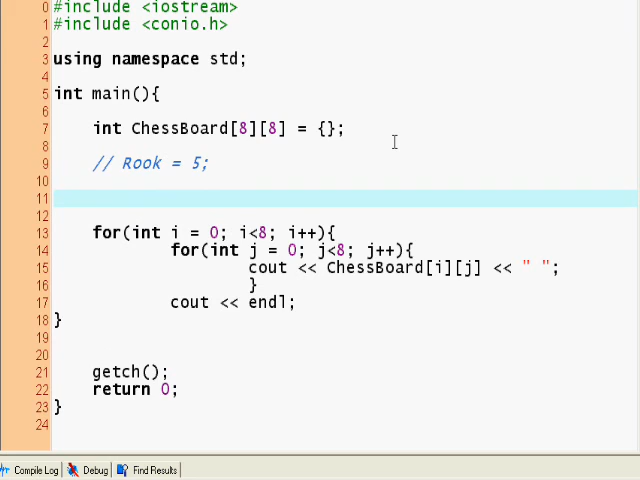 0 #include <iostream>
1 #include <conio.h>
2
3 using namespace std;
4
5 int main(){
6
7 int ChessBoard[8][8] = {};
8
9 // Rook = 5;
10
11
12
13 for(int i = 0; i<8; i++){
14 for(int j = 0; j<8; j++){
15 cout << ChessBoard[i][j] << " ";
16 }
17 cout << endl;
18 }
19
20
21 getch();
22 return 0;
23 }
24
Compile Log Debug Find Results